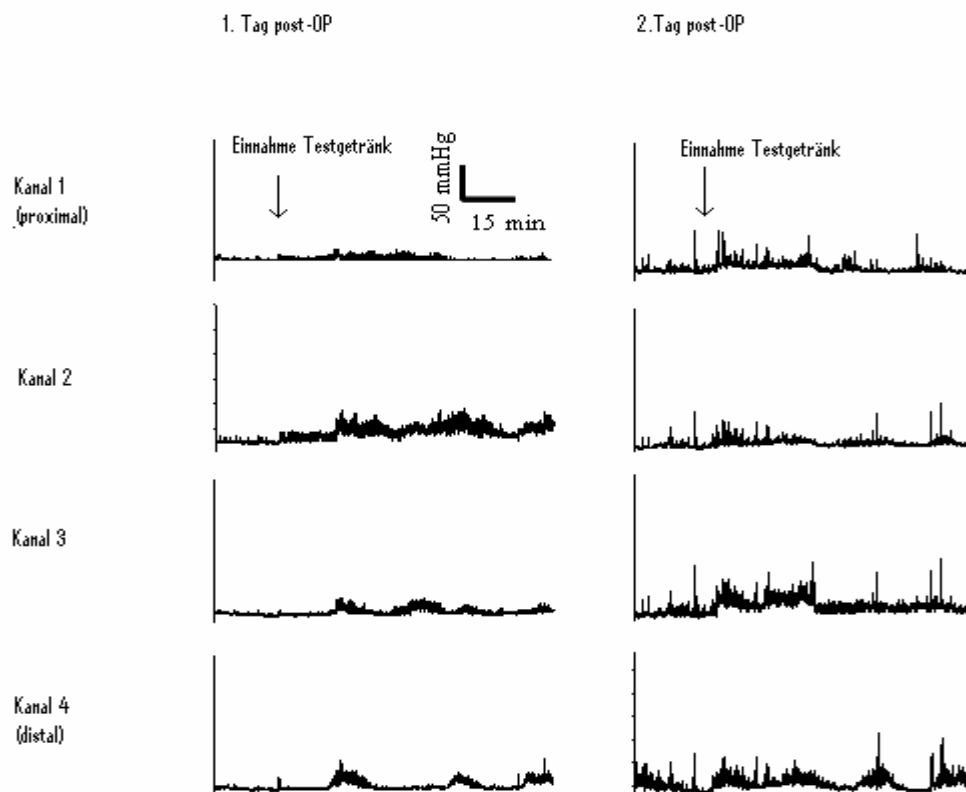 1. Tag post-OP
2.Tag post-OP
Einnahme Testgetränk
50 mmHg
15 min
Einnahme Testgetränk
Kanal 1
(proximal)
Kanal 2
Kanal 3
Kanal 4
(distal)